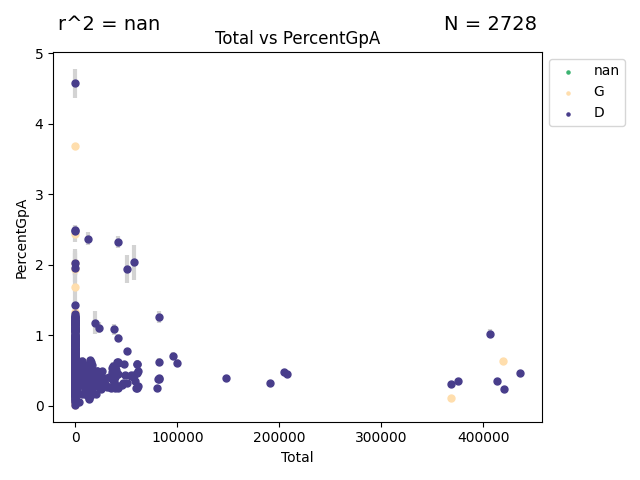 r^2 = nan
N = 2728
Total vs PercentGpA
5
4
3
2
1
0
PercentGpA
0
100000
200000
300000
400000
Total
nan
G
D